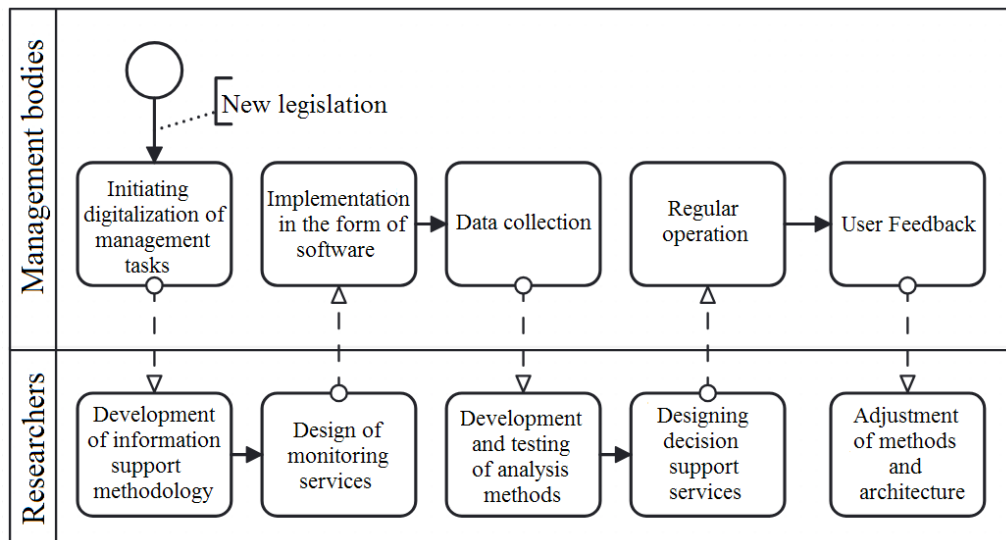 Management bodies
New legislation
Initiating
digitalization of
management
tasks
Implementation
in the form of
software
Data collection
Regular
operation
User Feedback
Researchers
Development
of information
support
methodology
Design of
monitoring
services
Development
and testing
of analysis
methods
Designing
decision
support
services
Adjustment
of methods
and
architecture